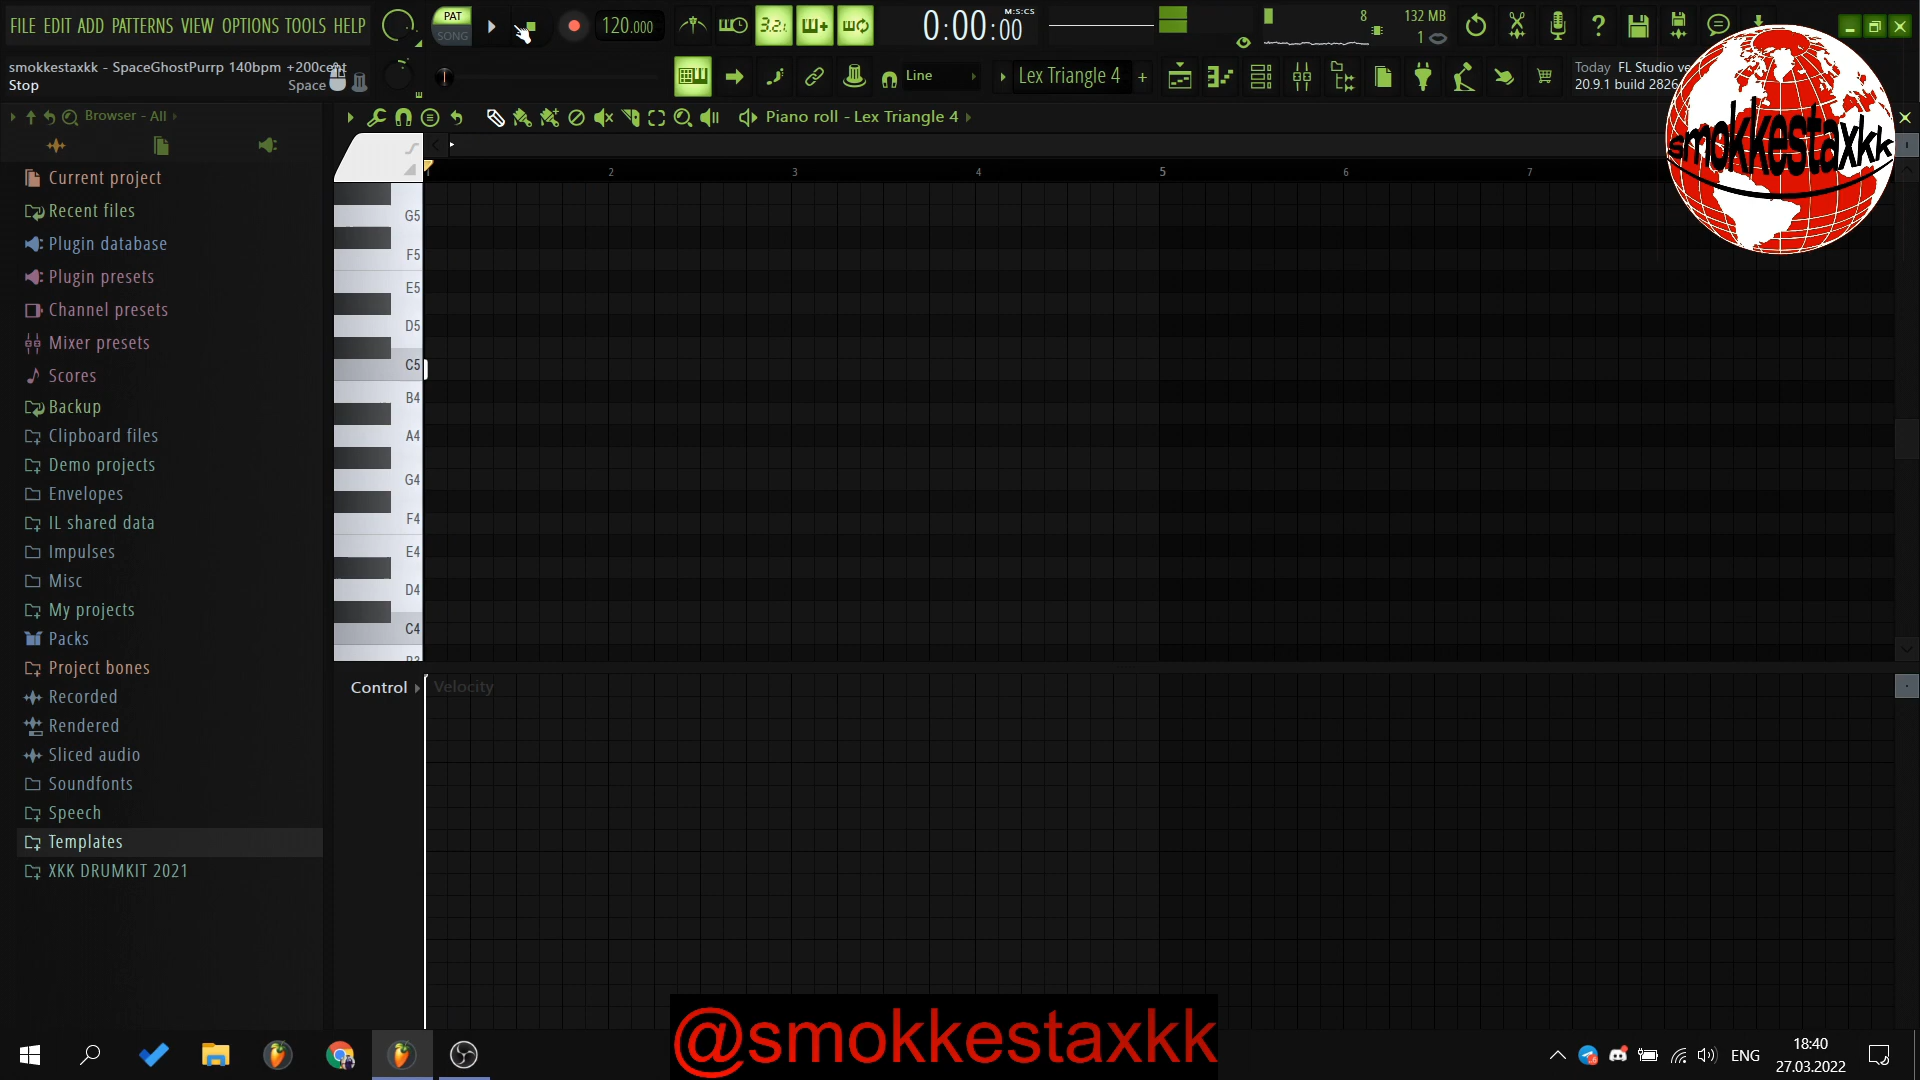 FILE EDIT ADD PATTERNS VIEW OPTIONS TOOLS HELP
PAT
SONG
120.000
3.2.
0:00:00
M:S:CS
8
132 MB
1
smokkestaxkk - SpaceGhostPurrp 140bpm +200cent
Stop
Space
Line
Lex Triangle 4
Today FL Studio ve
20.9.1 build 2826
smokkestaxkk
Browser - All
Piano roll - Lex Triangle 4
Current project
Recent files
Plugin database
Plugin presets
Channel presets
Mixer presets
Scores
Backup
Clipboard files
Demo projects
Envelopes
IL shared data
Impulses
Misc
My projects
Packs
Project bones
Recorded
Rendered
Sliced audio
Soundfonts
Speech
Templates
XKK DRUMKIT 2021
2 3 4 5 6 7
G5
F5
E5
D5
C5
B4
A4
G4
F4
E4
D4
C4
B3
Control
Velocity
@smokkestaxkk
ENG
18:40
27.03.2022